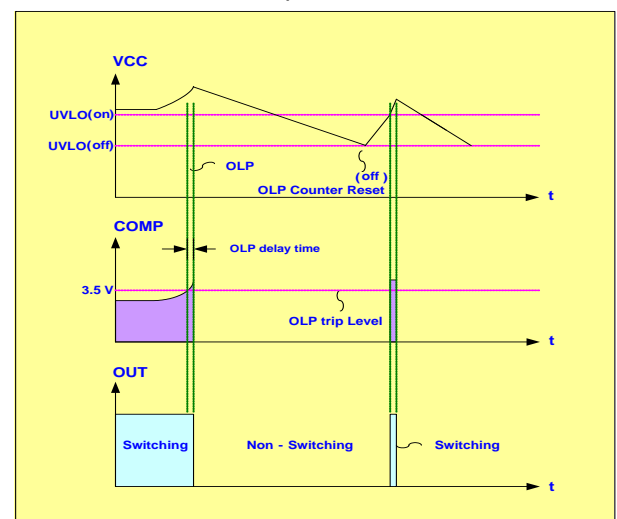 VCC
UVLO(on)
UVLO(off)
OLP
(off )
OLP Counter Reset
t
COMP
OLP delay time
3.5 V
OLP trip Level
t
OUT
Switching
Non - Switching
Switching
t